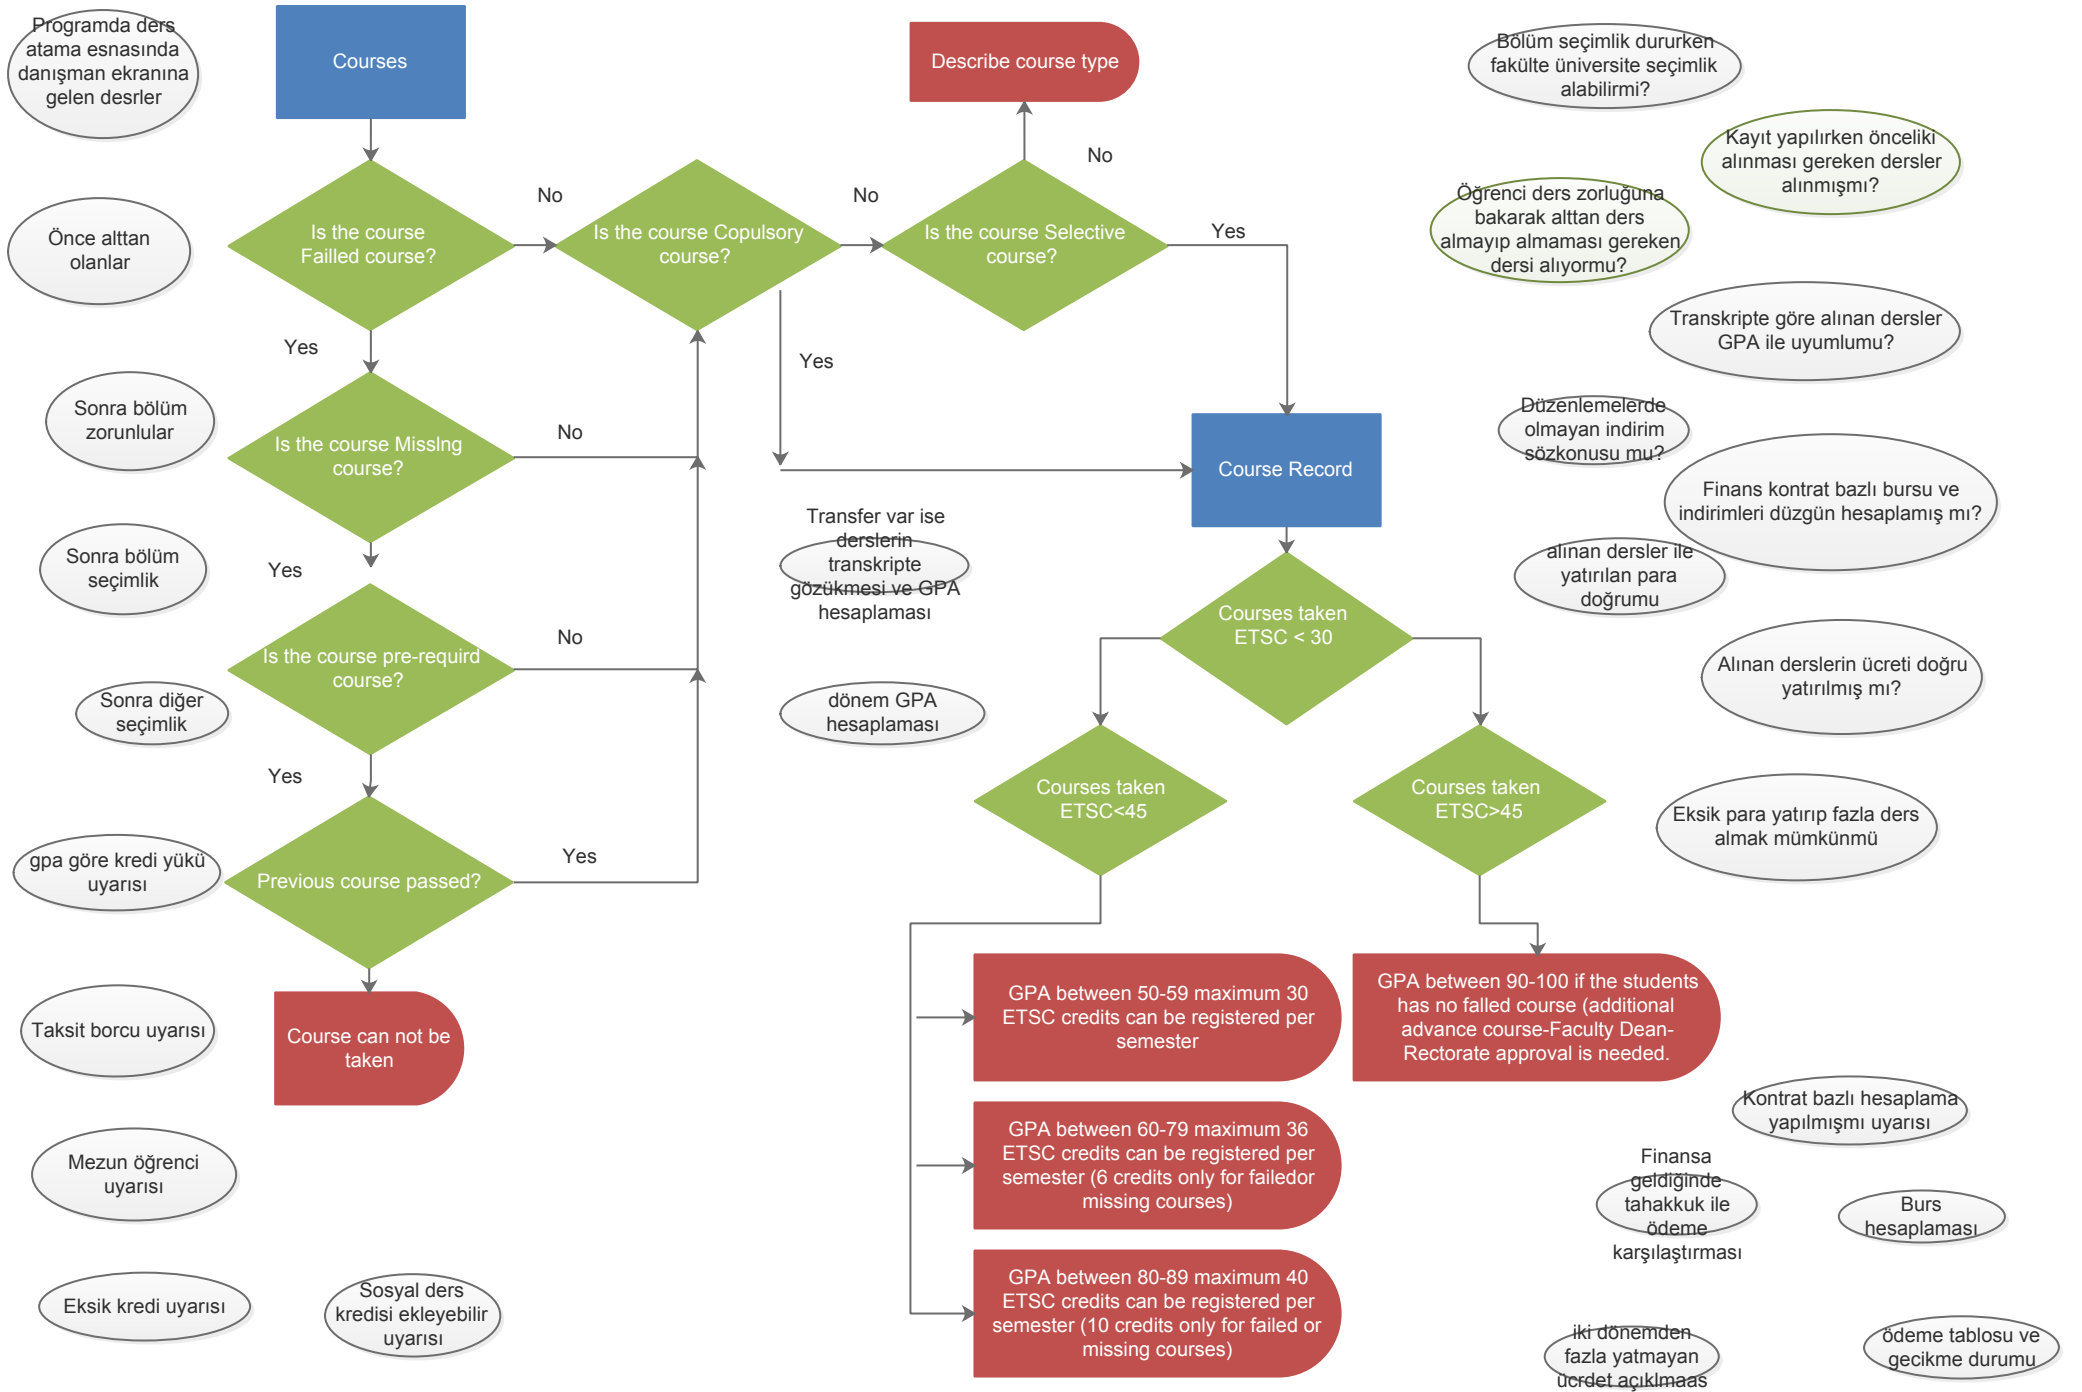 Programda ders
atama esnasında
danışman ekranına
gelen desrler
Courses
Describe course type
Bölüm seçimlik dururken
fakülte üniversite seçimlik
alabilirmi?
Kayıt yapılırken önceliki
alınması gereken dersler
alınmışmı?
No
No
No
Öğrenci ders zorluğuna
bakarak alttan ders
almayıp almaması gereken
dersi alıyormu?
Önce alttan
olanlar
Is the course
Failled course?
Is the course Copulsory
course?
Is the course Selective
course?
Yes
Transkripte göre alınan dersler
GPA ile uyumlumu?
Yes
Yes
Sonra bölüm
zorunlular
Is the course MissIng
course?
No
Düzenlemelerde
olmayan indirim
sözkonusu mu?
Course Record
Finans kontrat bazlı bursu ve
indirimleri düzgün hesaplamış mı?
Transfer var ise
derslerin
transkripte
gözükmesi ve GPA
hesaplaması
Sonra bölüm
seçimlik
Yes
alınan dersler ile
yatırılan para
doğrumu
Courses taken
ETSC < 30
No
Is the course pre-requird
course?
Alınan derslerin ücreti doğru
yatırılmış mı?
Sonra diğer
seçimlik
dönem GPA
hesaplaması
Yes
Courses taken
ETSC<45
Courses taken
ETSC>45
Eksik para yatırıp fazla ders
almak mümkünmü
gpa göre kredi yükü
uyarısı
Previous course passed?
Yes
Taksit borcu uyarısı
Course can not be
taken
GPA between 50-59 maximum 30
ETSC credits can be registered per
semester
GPA between 90-100 if the students
has no falled course (additional
advance course-Faculty Dean-
Rectorate approval is needed.
GPA between 60-79 maximum 36
ETSC credits can be registered per
semester (6 credits only for failedor
missing courses)
Kontrat bazlı hesaplama
yapılmışmı uyarısı
Mezun öğrenci
uyarısı
Finansa
geldiğinde
tahakkuk ile
ödeme
karşılaştırması
Burs
hesaplaması
Eksik kredi uyarısı
Sosyal ders
kredisi ekleyebilir
uyarısı
GPA between 80-89 maximum 40
ETSC credits can be registered per
semester (10 credits only for failed or
missing courses)
iki dönemden
fazla yatmayan
ücrdet açıklmaas
ödeme tablosu ve
gecikme durumu